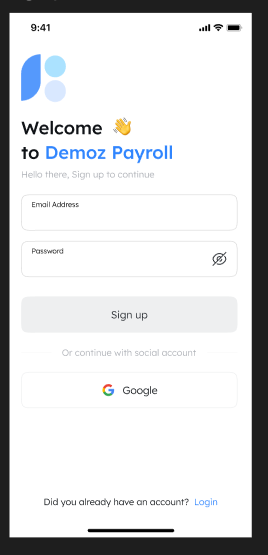 9:41
Welcome 👋
to Demoz Payroll
Hello there, Sign up to continue
Email Address
Password
Sign up
Or continue with social account
Google
Did you already have an account? Login